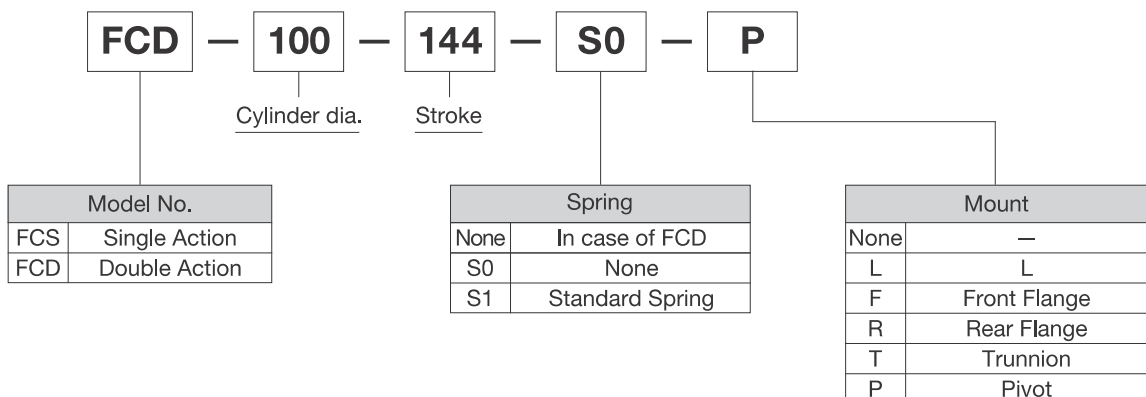 FCD — 100 — 144 — S0 — P
Cylinder dia. Stroke
Model No.
FCS Single Action
FCD Double Action
Spring
None In case of FCD
S0 None
S1 Standard Spring
Mount
None —
L L
F Front Flange
R Rear Flange
T Trunnion
P Pivot